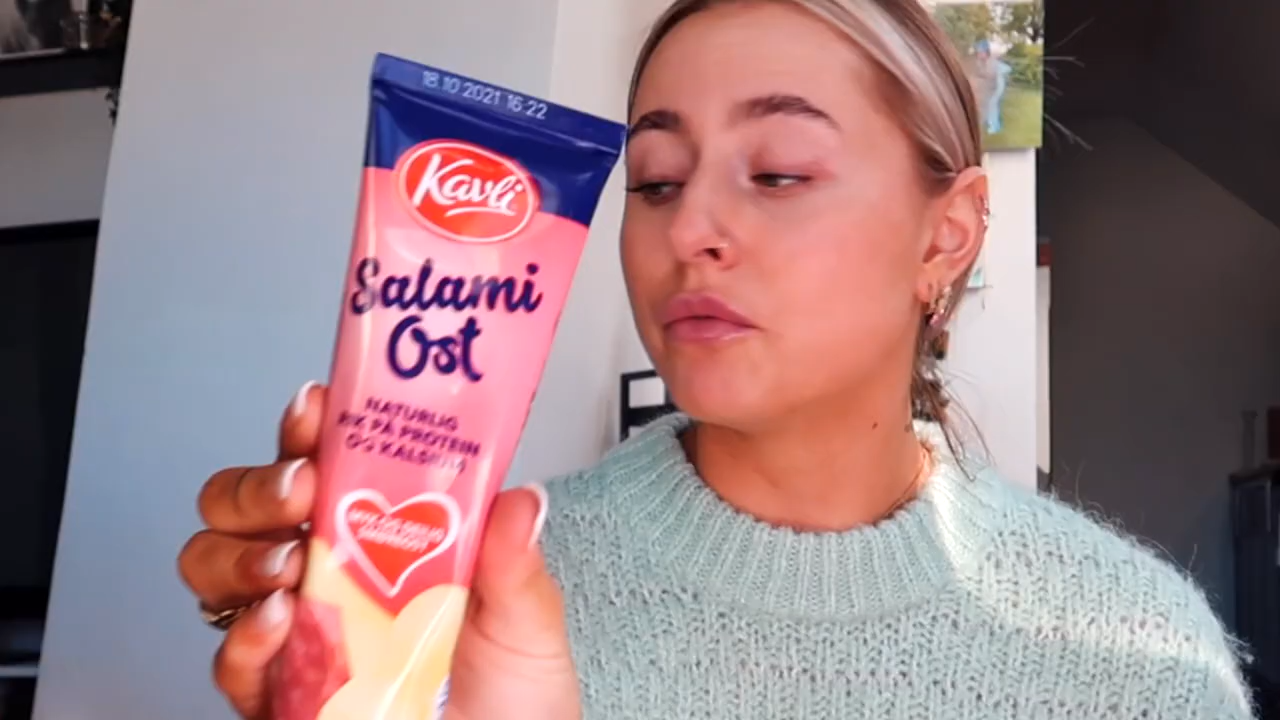 18.10 2021 16:22
Kavli
Salami
Ost
NATURLIG
RIK PÅ PROTEIN
OG KALSIUM